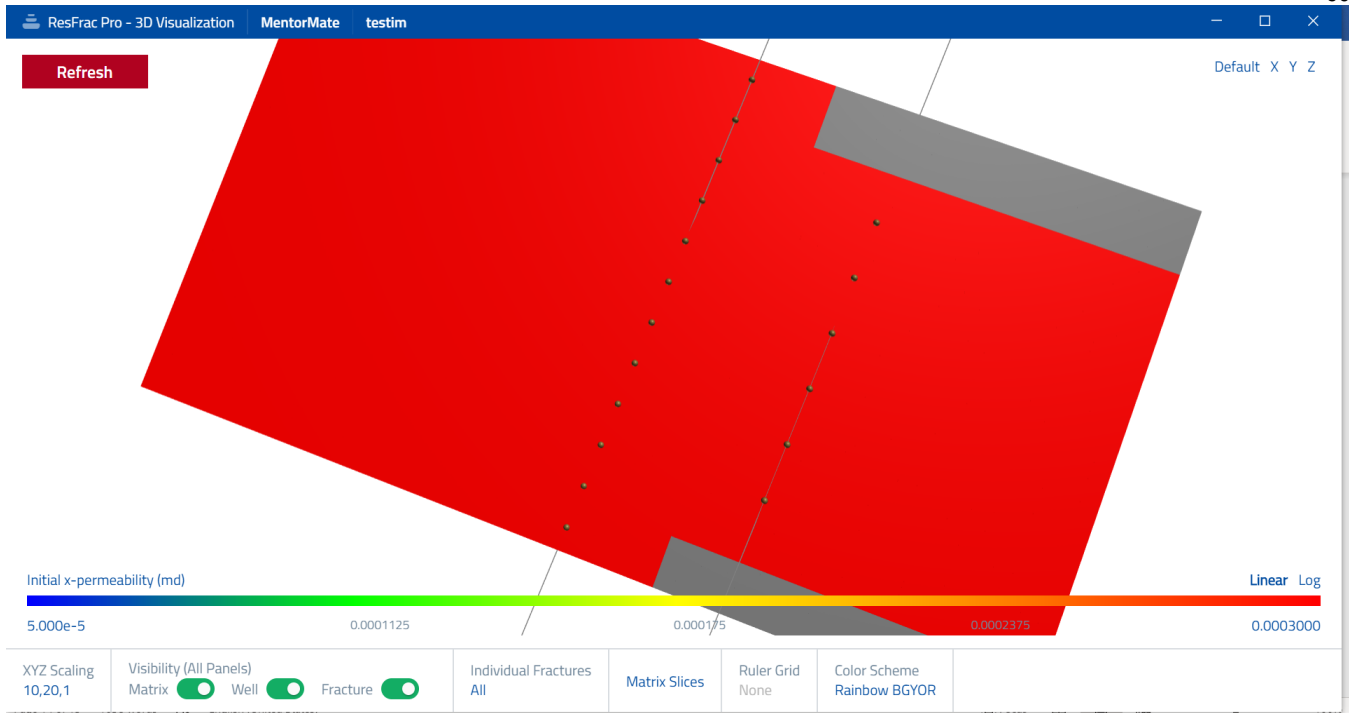 ResFrac Pro - 3D Visualization MentorMate testim
Refresh
Default X Y Z
Initial x-permeability (md)
Linear Log
5.000e-5 0.0001125 0.000175 0.0002375 0.0003000
XYZ Scaling
10,20,1
Visibility (All Panels)
Matrix Well Fracture
Individual Fractures
All
Matrix Slices
Ruler Grid
None
Color Scheme
Rainbow BGYOR